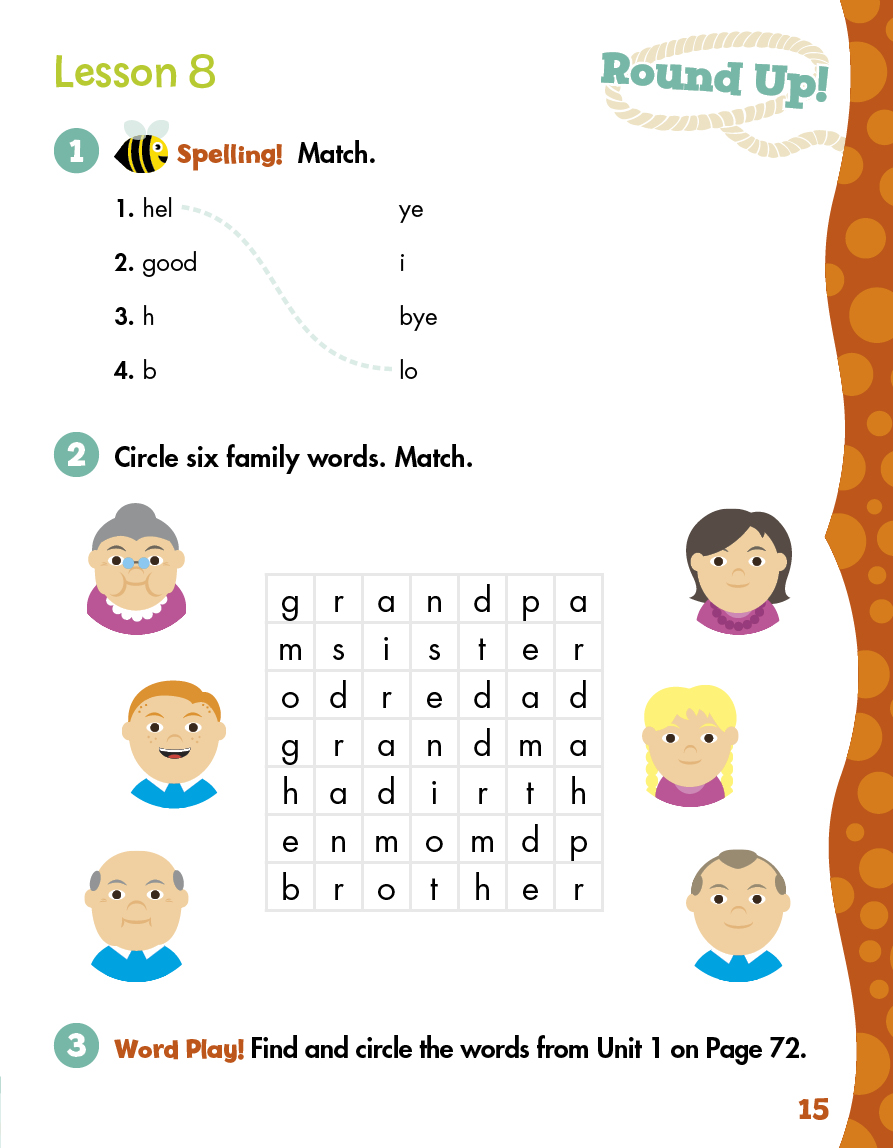 Lesson 8
Round Up!
1 Spelling! Match.
1. hel ye
2. good i
3. h bye
4. b lo
2 Circle six family words. Match.
g r a n d p a
m s i s t e r
o d r e d a d
g r a n d m a
h a d i r t h
e n m o m d p
b r o t h e r
3 Word Play! Find and circle the words from Unit 1 on Page 72.
15